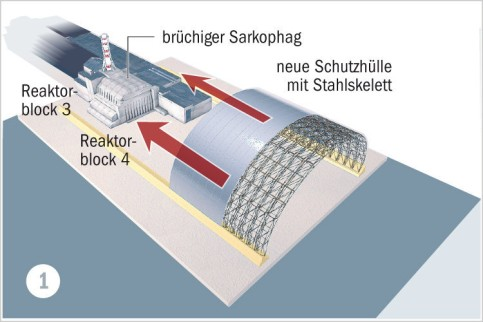 brüchiger Sarkophag
neue Schutzhülle
mit Stahlskelett
Reaktor-
block 3
Reaktor-
block 4
1